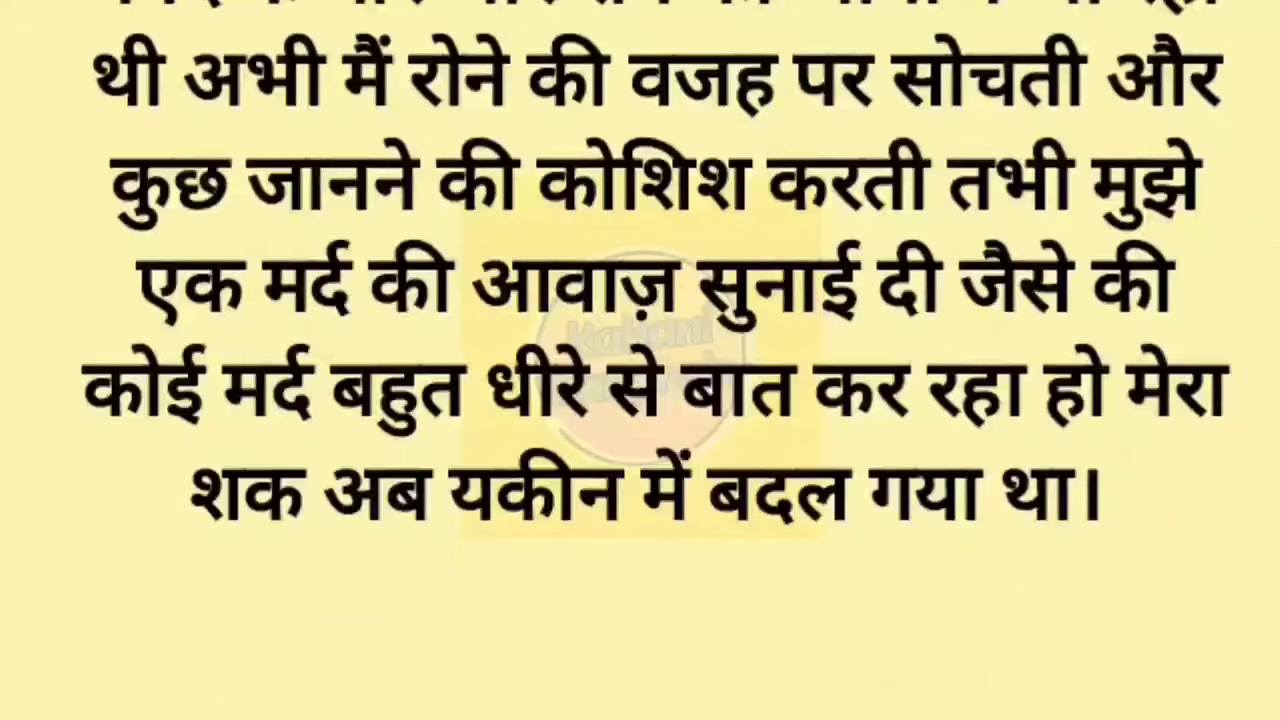 थी अभी मैं रोने की वजह पर सोचती और
कुछ जानने की कोशिश करती तभी मुझे
एक मर्द की आवाज़ सुनाई दी जैसे की
कोई मर्द बहुत धीरे से बात कर रहा हो मेरा
शक अब यकीन में बदल गया था।
Kahani